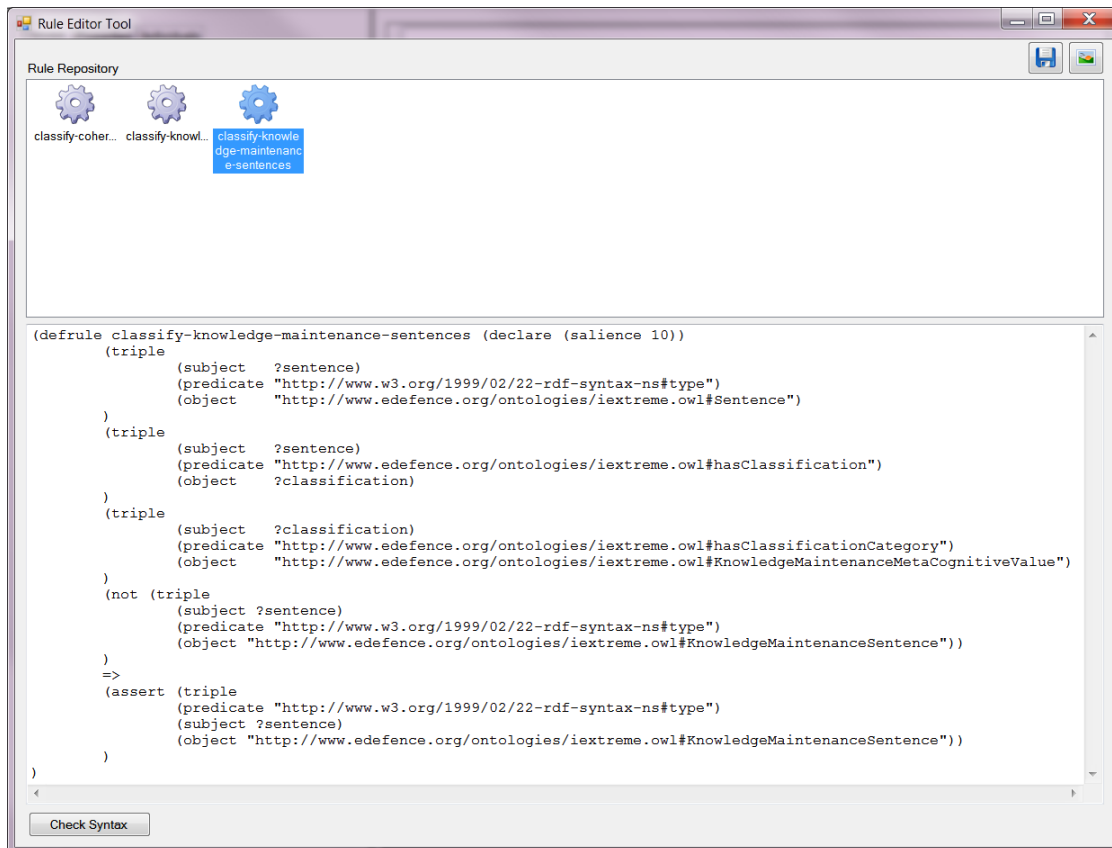 Rule Editor Tool
Rule Repository
classify-coher... classify-knowl... classify-knowle
dge-maintenanc
e-sentences
(defrule classify-knowledge-maintenance-sentences (declare (salience 10))
        (triple
                (subject   ?sentence)
                (predicate "http://www.w3.org/1999/02/22-rdf-syntax-ns#type")
                (object    "http://www.edefence.org/ontologies/iextreme.owl#Sentence")
        )
        (triple
                (subject   ?sentence)
                (predicate "http://www.edefence.org/ontologies/iextreme.owl#hasClassification")
                (object    ?classification)
        )
        (triple
                (subject   ?classification)
                (predicate "http://www.edefence.org/ontologies/iextreme.owl#hasClassificationCategory")
                (object    "http://www.edefence.org/ontologies/iextreme.owl#KnowledgeMaintenanceMetaCognitiveValue")
        )
        (not (triple
                (subject ?sentence)
                (predicate "http://www.w3.org/1999/02/22-rdf-syntax-ns#type")
                (object "http://www.edefence.org/ontologies/iextreme.owl#KnowledgeMaintenanceSentence"))
        )
        =>
        (assert (triple
                (predicate "http://www.w3.org/1999/02/22-rdf-syntax-ns#type")
                (subject ?sentence)
                (object "http://www.edefence.org/ontologies/iextreme.owl#KnowledgeMaintenanceSentence"))
        )
)
Check Syntax